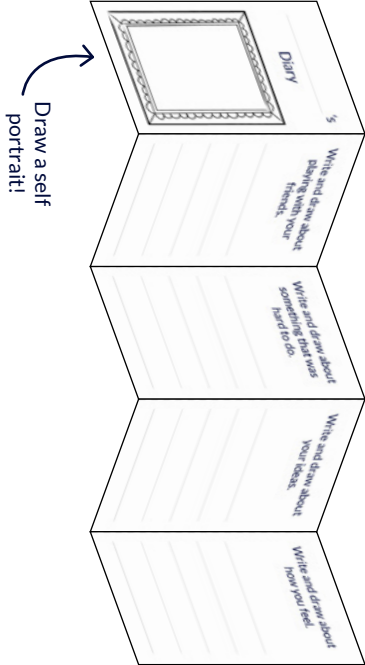 's
Diary
Write and draw about
playing with your
friends.
Write and draw about
something that was
hard to do.
Write and draw about
your ideas.
Write and draw about
how you feel.
Draw a self
portrait!